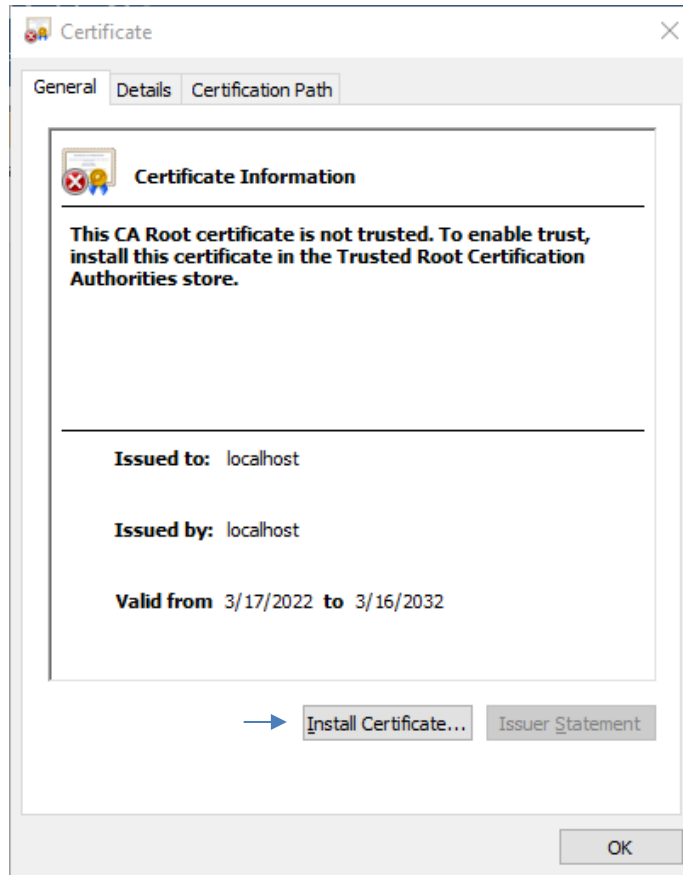 Certificate
General Details Certification Path
Certificate Information
This CA Root certificate is not trusted. To enable trust,
install this certificate in the Trusted Root Certification
Authorities store.
Issued to: localhost
Issued by: localhost
Valid from 3/17/2022 to 3/16/2032
Install Certificate... Issuer Statement
OK